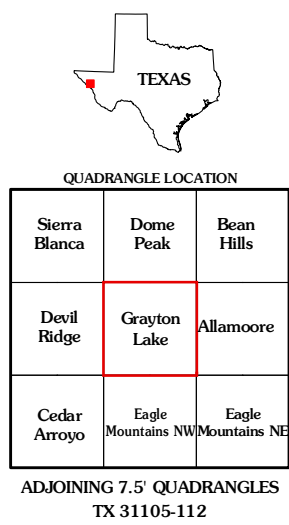 TEXAS
QUADRANGLE LOCATION
Sierra
Blanca
Dome
Peak
Bean
Hills
Devil
Ridge
Grayton
Lake
Allamoore
Cedar
Arroyo
Eagle
Mountains NW
Eagle
Mountains NE
ADJOINING 7.5' QUADRANGLES
TX 31105-112